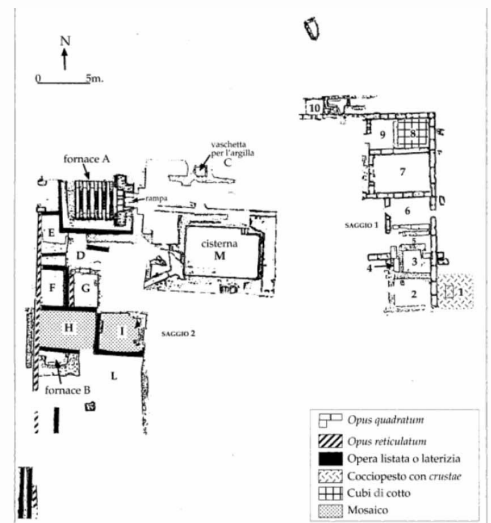 N
0 5m.
vaschetta
per l'argilla
C
fornace A
rampa
10
9
8
7
6
SAGGIO 1
5
4
3
2
1
E
D
cisterna
M
F
G
H
I
SAGGIO 2
L
fornace B
Opus quadratum
Opus reticulatum
Opera listata o laterizia
Cocciopesto con crustae
Cubi di cotto
Mosaico